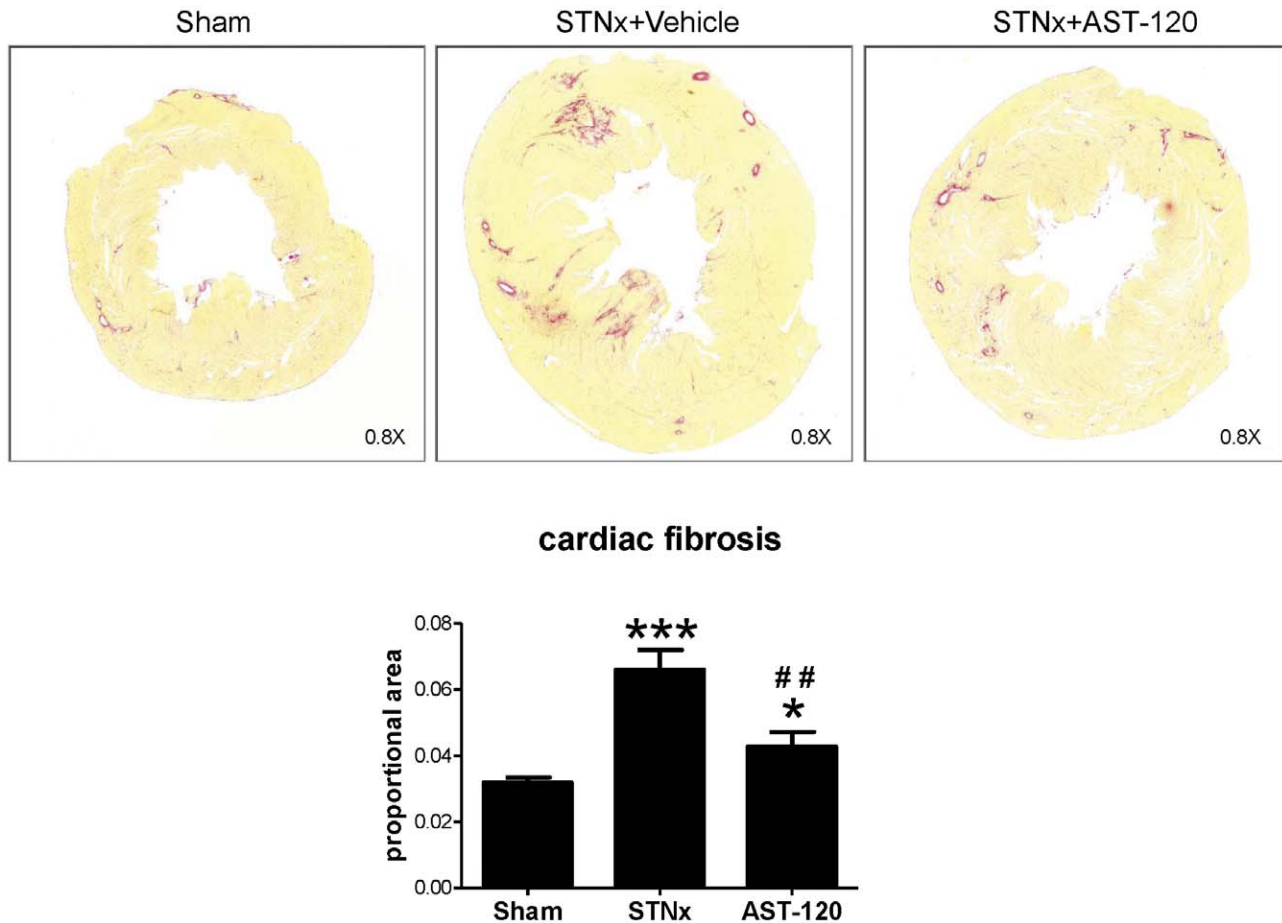 Sham STNx+Vehicle STNx+AST-120
0.8X 0.8X 0.8X
cardiac fibrosis
proportional area
0.08
***
0.06
# #
*
0.04
0.02
0.00
Sham STNx AST-120